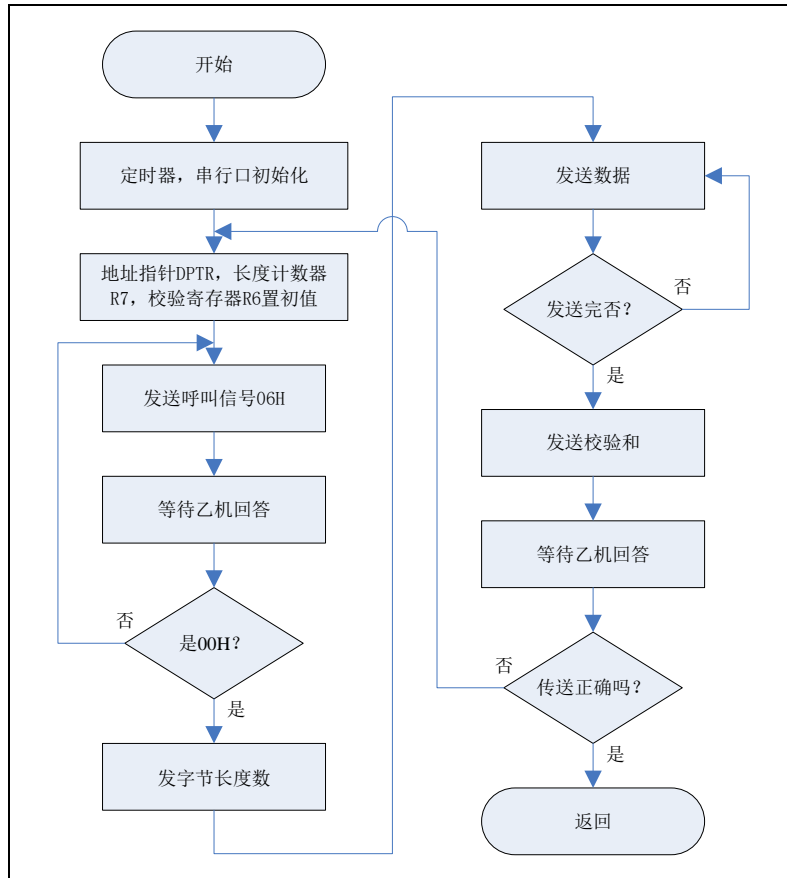 开始
定时器，串行口初始化
地址指针DPTR，长度计数器
R7，校验寄存器R6置初值
发送呼叫信号06H
等待乙机回答
是00H？
否
是
发字节长度数
发送数据
发送完否？
否
是
发送校验和
等待乙机回答
传送正确吗？
否
是
返回